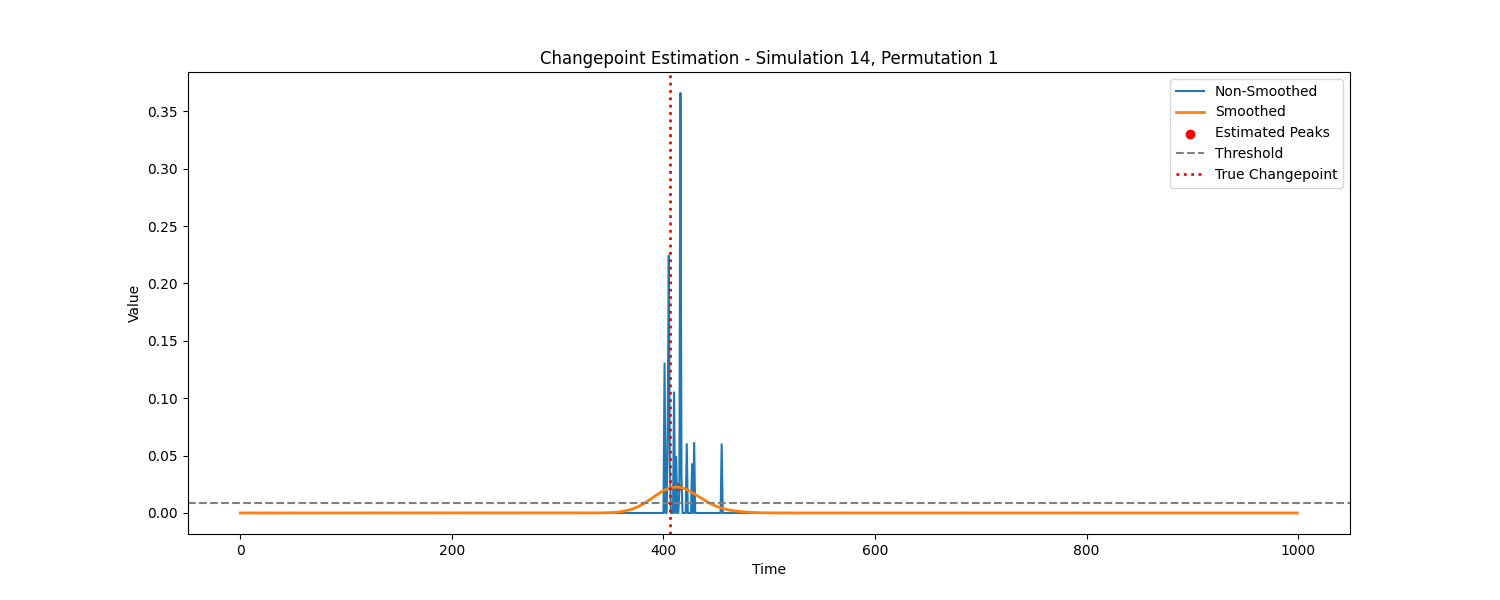 Changepoint Estimation - Simulation 14, Permutation 1
Non-Smoothed
Smoothed
Estimated Peaks
Threshold
True Changepoint
Value
0.35
0.30
0.25
0.20
0.15
0.10
0.05
0.00
0 200 400 600 800 1000
Time